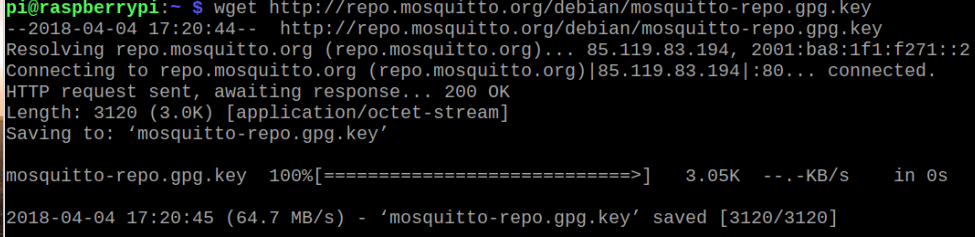 pi@raspberrypi:~ $ wget http://repo.mosquitto.org/debian/mosquitto-repo.gpg.key
--2018-04-04 17:20:44--  http://repo.mosquitto.org/debian/mosquitto-repo.gpg.key
Resolving repo.mosquitto.org (repo.mosquitto.org)... 85.119.83.194, 2001:ba8:1f1:f271::2
Connecting to repo.mosquitto.org (repo.mosquitto.org)|85.119.83.194|:80... connected.
HTTP request sent, awaiting response... 200 OK
Length: 3120 (3.0K) [application/octet-stream]
Saving to: ‘mosquitto-repo.gpg.key’
mosquitto-repo.gpg.key  100%[============================>]   3.05K  --.-KB/s    in 0s
2018-04-04 17:20:45 (64.7 MB/s) - ‘mosquitto-repo.gpg.key’ saved [3120/3120]